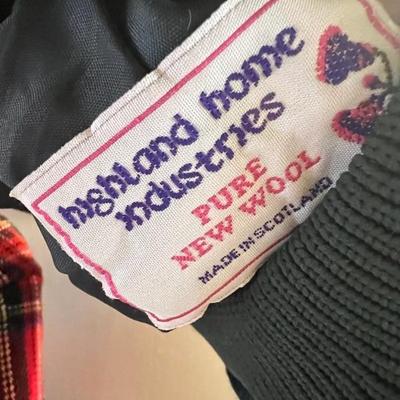 highland home
industries
PURE
NEW WOOL
MADE IN SCOTLAND